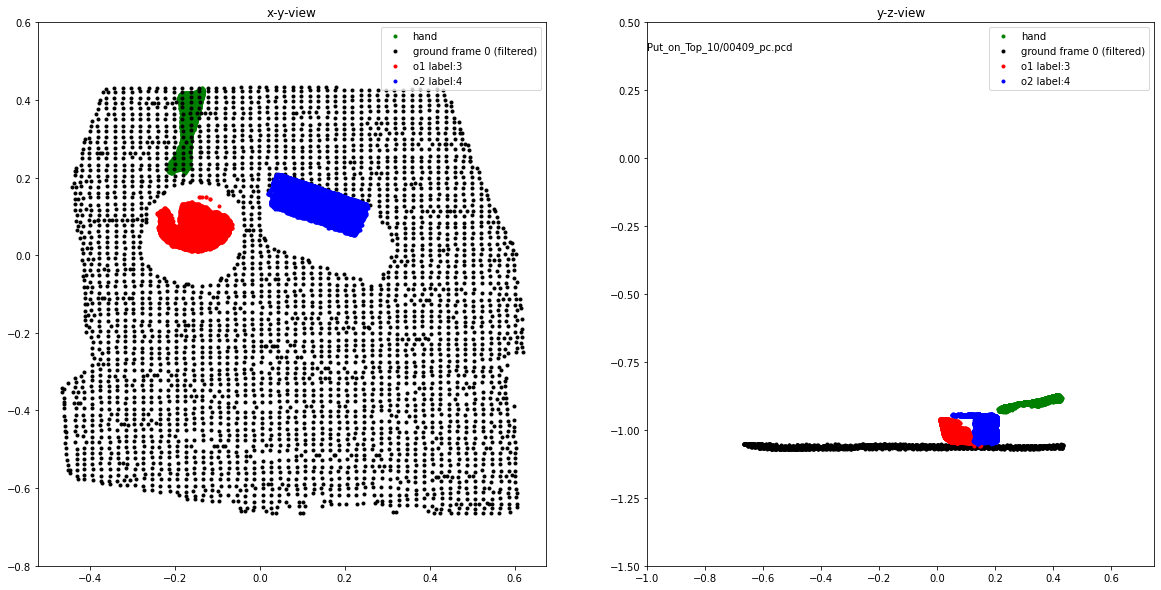 x-y-view
hand
ground frame 0 (filtered)
o1 label:3
o2 label:4
0.6
0.4
0.2
0.0
−0.2
−0.4
−0.6
−0.8
−0.4
−0.2
0.0
0.2
0.4
0.6
y-z-view
Put_on_Top_10/00409_pc.pcd
hand
ground frame 0 (filtered)
o1 label:3
o2 label:4
0.50
0.25
0.00
−0.25
−0.50
−0.75
−1.00
−1.25
−1.50
−1.0
−0.8
−0.6
−0.4
−0.2
0.0
0.2
0.4
0.6